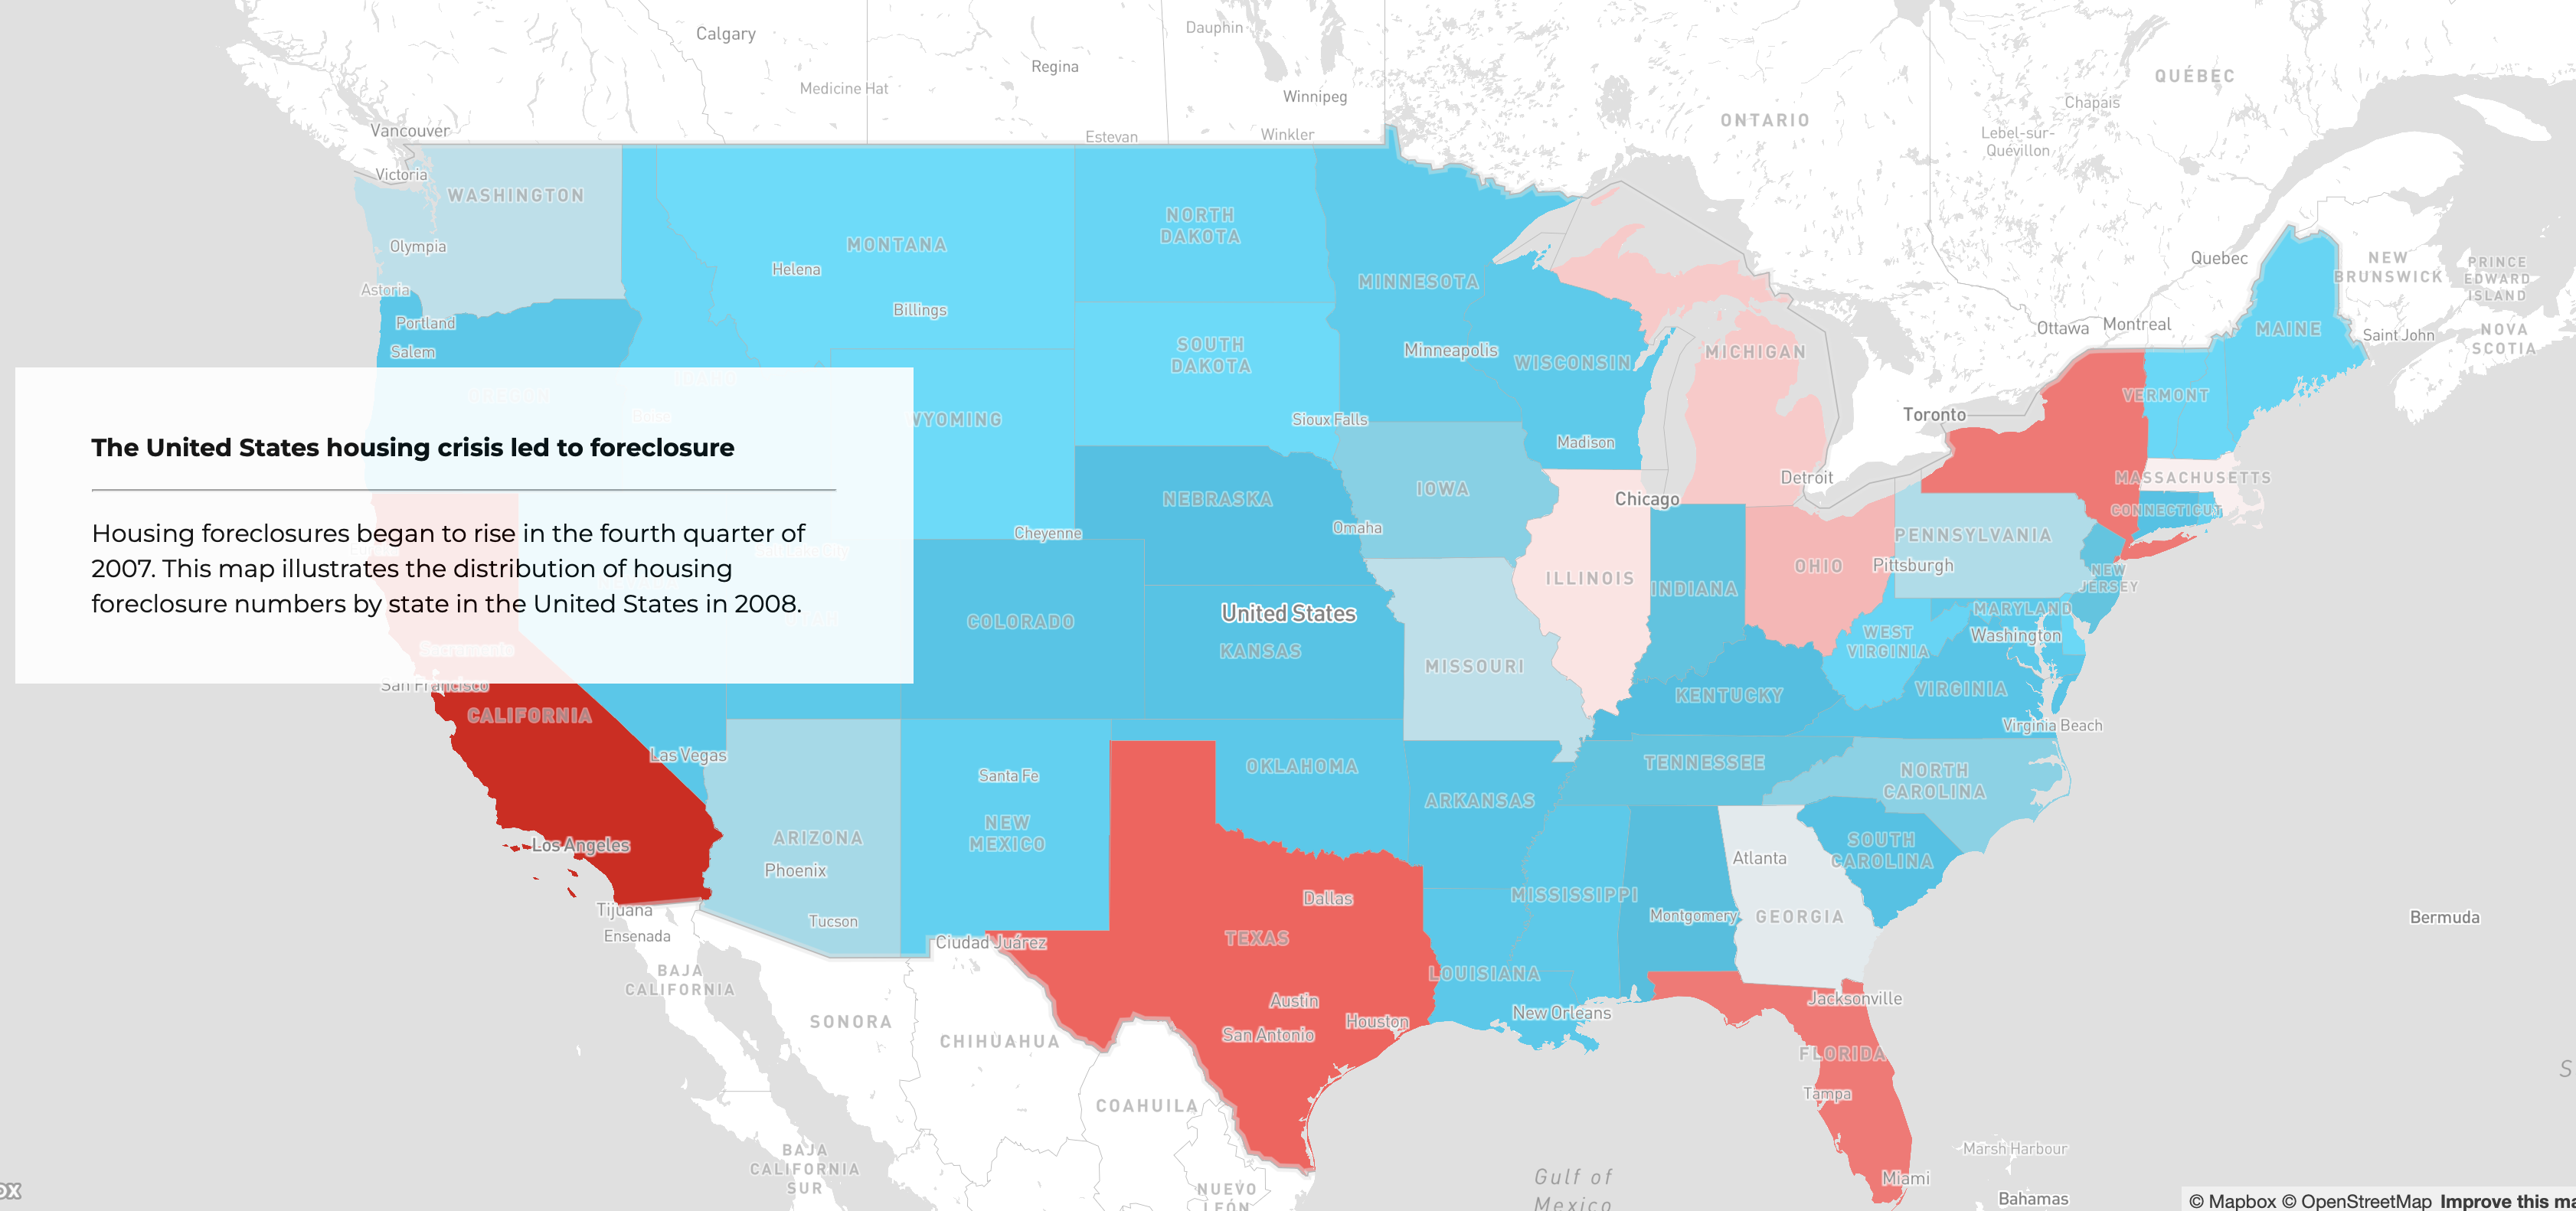 Calgary
Dauphin
Regina
Medicine Hat
Winnipeg
QUÉBEC
Chapais
ONTARIO
Vancouver
Estevan
Winkler
Lebel-sur-
Quévillon
Victoria
WASHINGTON
NORTH
DAKOTA
MONTANA
Olympia
Helena
Quebec
NEW
BRUNSWICK
PRINCE
EDWARD
ISLAND
MINNESOTA
Astoria
Billings
Portland
Ottawa
Montreal
MAINE
Saint John
NOVA
SCOTIA
Salem
SOUTH
DAKOTA
Minneapolis
WISCONSIN
MICHIGAN
VERMONT
Boise
WYOMING
Sioux Falls
Toronto
Madison
The United States housing crisis led to foreclosure
Housing foreclosures began to rise in the fourth quarter of
2007. This map illustrates the distribution of housing
foreclosure numbers by state in the United States in 2008.
NEBRASKA
IOWA
Chicago
Detroit
MASSACHUSETTS
CONNECTICUT
Cheyenne
Omaha
PENNSYLVANIA
Salt Lake City
ILLINOIS
INDIANA
OHIO
Pittsburgh
NEW
JERSEY
COLORADO
United States
KANSAS
MARYLAND
Washington
WEST
VIRGINIA
Sacramento
MISSOURI
San Francisco
KENTUCKY
VIRGINIA
CALIFORNIA
Virginia Beach
Las Vegas
Santa Fe
OKLAHOMA
TENNESSEE
NORTH
CAROLINA
ARKANSAS
NEW
MEXICO
ARIZONA
Los Angeles
Phoenix
Atlanta
SOUTH
CAROLINA
Dallas
MISSISSIPPI
Tijuana
Tucson
Montgomery
GEORGIA
Bermuda
Ensenada
Ciudad Juárez
TEXAS
BAJA
CALIFORNIA
LOUISIANA
Austin
Jacksonville
SONORA
San Antonio
Houston
New Orleans
CHIHUAHUA
FLORIDA
S
Tampa
COAHUILA
BAJA
CALIFORNIA
SUR
Marsh Harbour
Gulf of
Mexico
Miami
NUEVO
LEÓN
Bahamas
ox
© Mapbox © OpenStreetMap Improve this ma